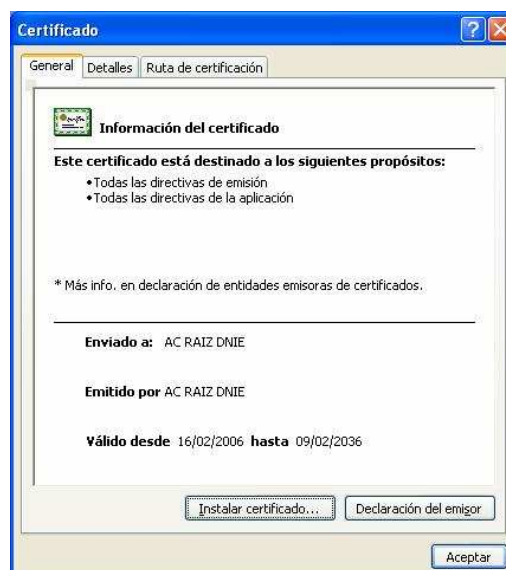 Certificado
General Detalles Ruta de certificación
Información del certificado
Este certificado está destinado a los siguientes propósitos:
•Todas las directivas de emisión
•Todas las directivas de la aplicación
* Más info. en declaración de entidades emisoras de certificados.
Enviado a: AC RAIZ DNIE
Emitido por AC RAIZ DNIE
Válido desde 16/02/2006 hasta 09/02/2036
Instalar certificado... Declaración del emisor
Aceptar